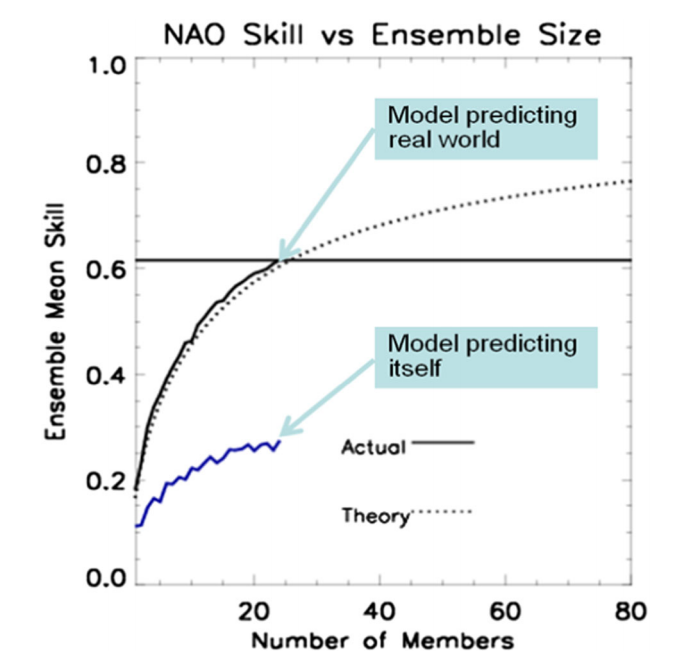 NAO Skill vs Ensemble Size
1.0
0.8
0.6
0.4
0.2
0.0
Ensemble Mean Skill
Model predicting
real world
Model predicting
itself
Actual
Theory
20 40 60 80
Number of Members